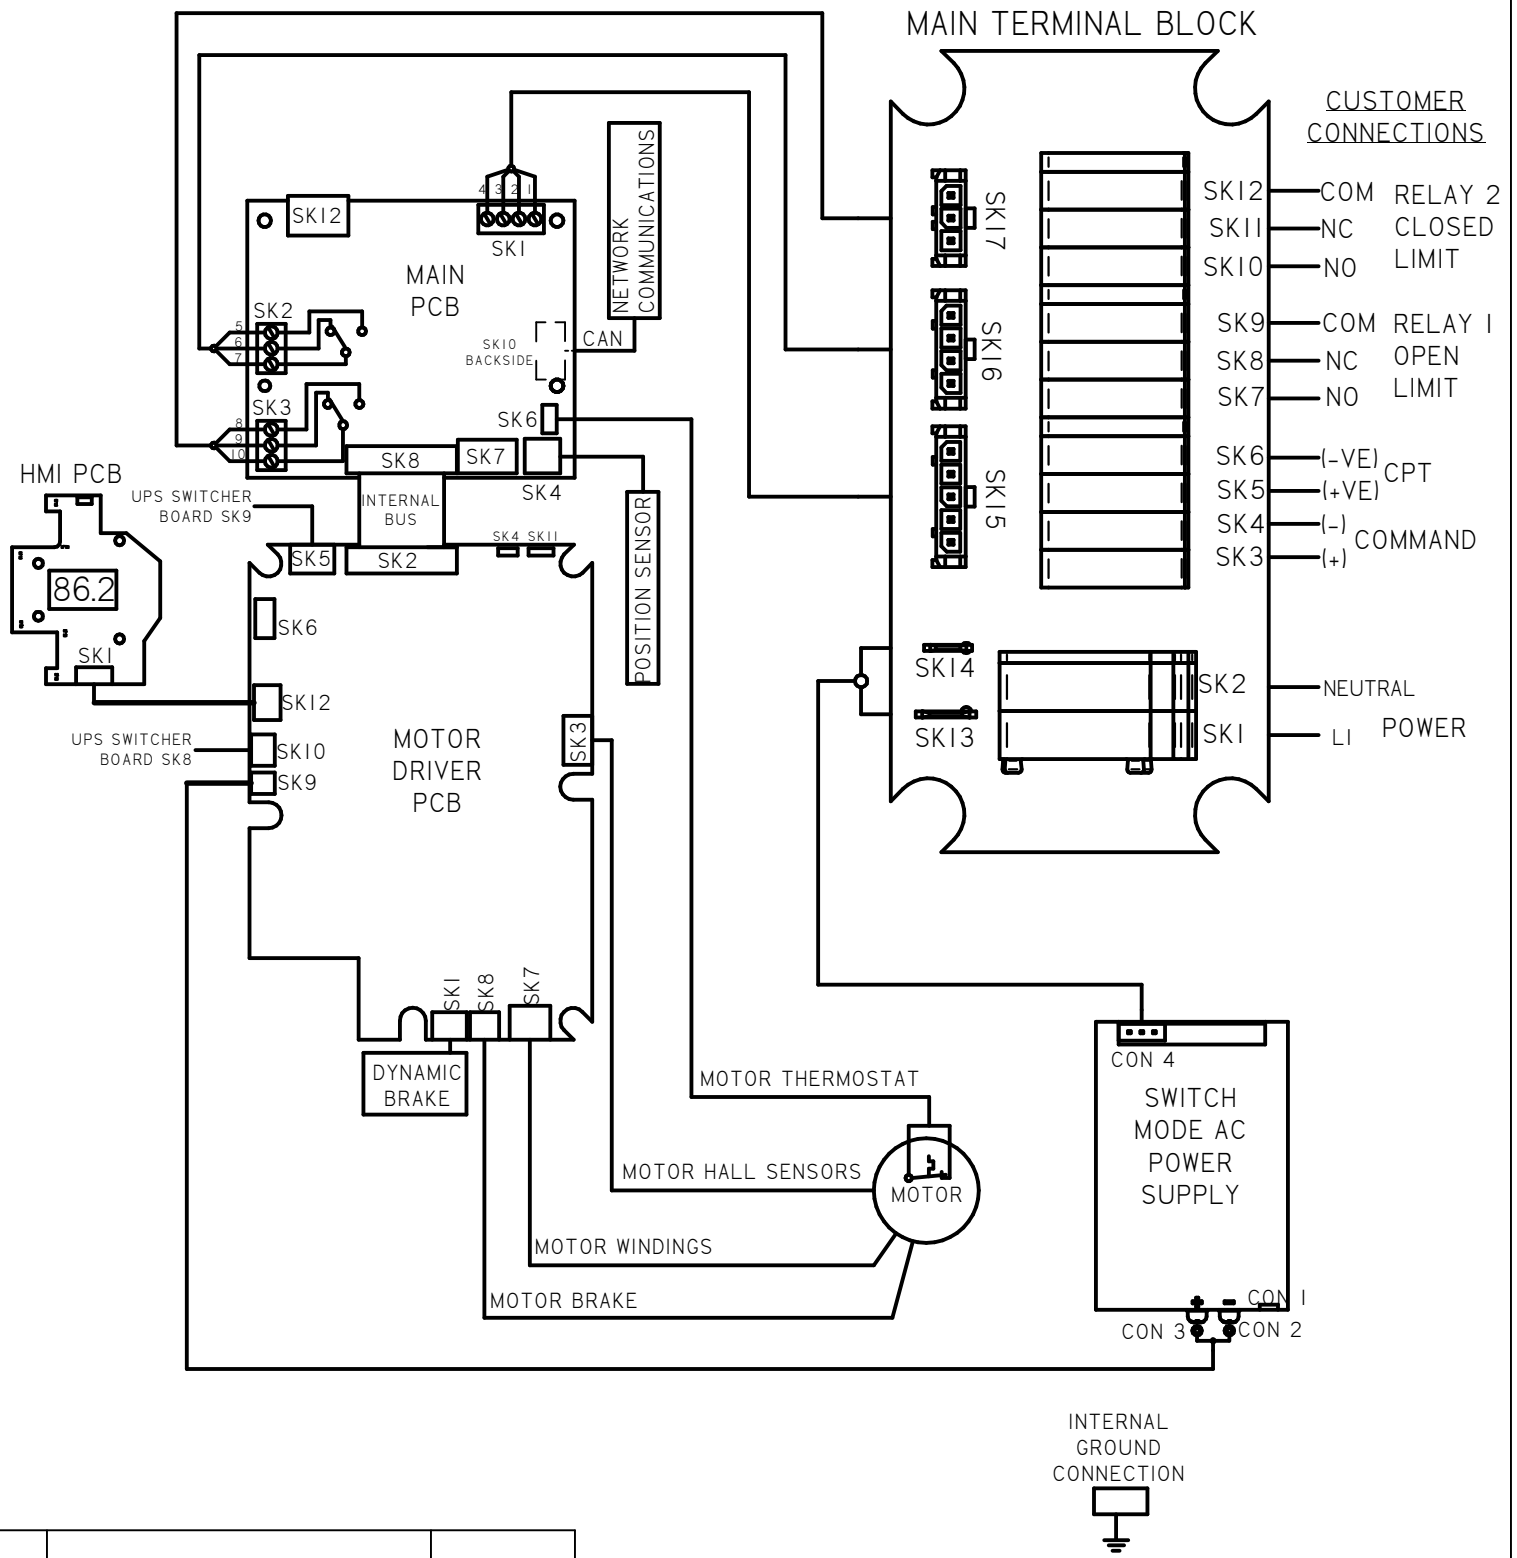 MAIN TERMINAL BLOCK
CUSTOMER
CONNECTIONS
SK12
COM
RELAY 2
SK11
NC
CLOSED
SK10
NO
LIMIT
SK9
COM
RELAY 1
SK8
NC
OPEN
SK7
NO
LIMIT
SK6
(-VE)
SK5
(+VE)
CPT
SK4
(-)
SK3
(+)
COMMAND
SK2
NEUTRAL
SK1
L1
POWER
SK17
SK16
SK15
SK14
SK13
NETWORK
COMMUNICATIONS
4 3 2 1
SK12
SK1
MAIN
PCB
SK2
5
6
7
SK10
BACKSIDE
CAN
SK3
8
9
10
SK6
SK8
SK7
SK4
HMI PCB
86.2
SK1
UPS SWITCHER
BOARD SK9
INTERNAL
BUS
SK4 SK11
SK5
SK2
POSITION SENSOR
SK6
SK12
UPS SWITCHER
BOARD SK8
SK10
SK9
MOTOR
DRIVER
PCB
SK3
SK1
SK8
SK7
DYNAMIC
BRAKE
MOTOR THERMOSTAT
MOTOR HALL SENSORS
MOTOR
MOTOR WINDINGS
MOTOR BRAKE
CON 4
SWITCH
MODE AC
POWER
SUPPLY
+ -
CON 1
CON 3
CON 2
INTERNAL
GROUND
CONNECTION